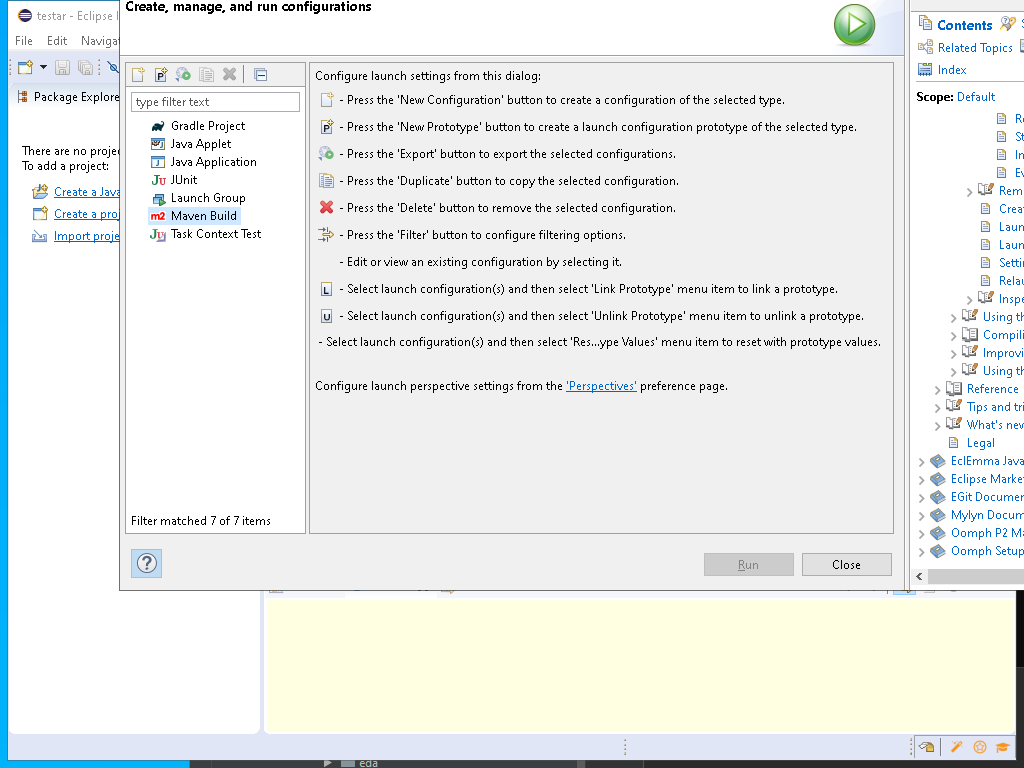 testar - Eclipse I
File Edit Navigat
Package Explore
There are no proje
To add a project:
Create a Java
Create a proj
Import proje
Create, manage, and run configurations
type filter text
Gradle Project
Java Applet
Java Application
JUnit
Launch Group
m2 Maven Build
Task Context Test
Filter matched 7 of 7 items
Configure launch settings from this dialog:
- Press the 'New Configuration' button to create a configuration of the selected type.
- Press the 'New Prototype' button to create a launch configuration prototype of the selected type.
- Press the 'Export' button to export the selected configurations.
- Press the 'Duplicate' button to copy the selected configuration.
- Press the 'Delete' button to remove the selected configuration.
- Press the 'Filter' button to configure filtering options.
- Edit or view an existing configuration by selecting it.
L - Select launch configuration(s) and then select 'Link Prototype' menu item to link a prototype.
U - Select launch configuration(s) and then select 'Unlink Prototype' menu item to unlink a prototype.
- Select launch configuration(s) and then select 'Res...ype Values' menu item to reset with prototype values.
Configure launch perspective settings from the 'Perspectives' preference page.
?
Run
Close
Contents
Related Topics
Index
Scope: Default
Re
St
In
Ev
Rem
Creat
Laun
Laun
Settin
Relau
Inspe
Using th
Compili
Improvi
Using th
Reference
Tips and tri
What's new
Legal
EclEmma Java
Eclipse Market
EGit Documen
Mylyn Docum
Oomph P2 Ma
Oomph Setup
eda